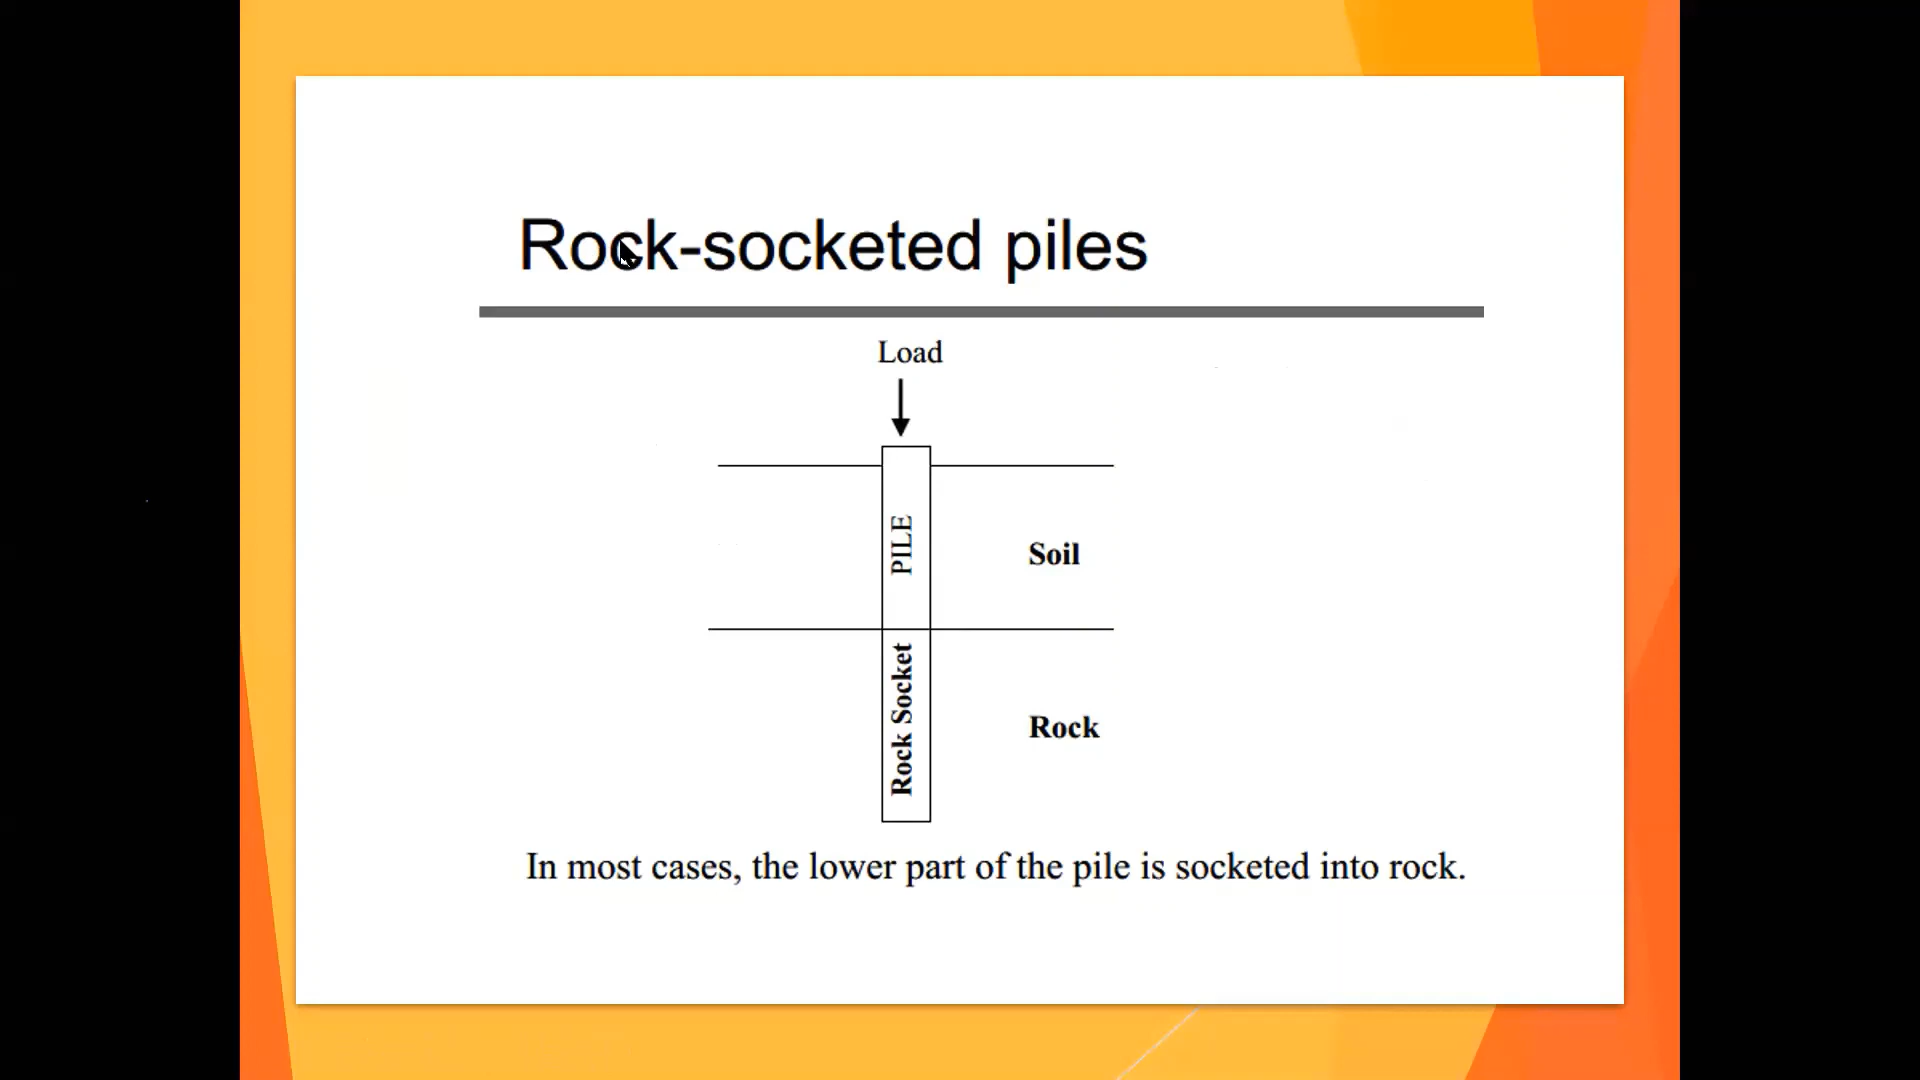 Rock-socketed piles
Load
PILE
Soil
Rock Socket
Rock
In most cases, the lower part of the pile is socketed into rock.